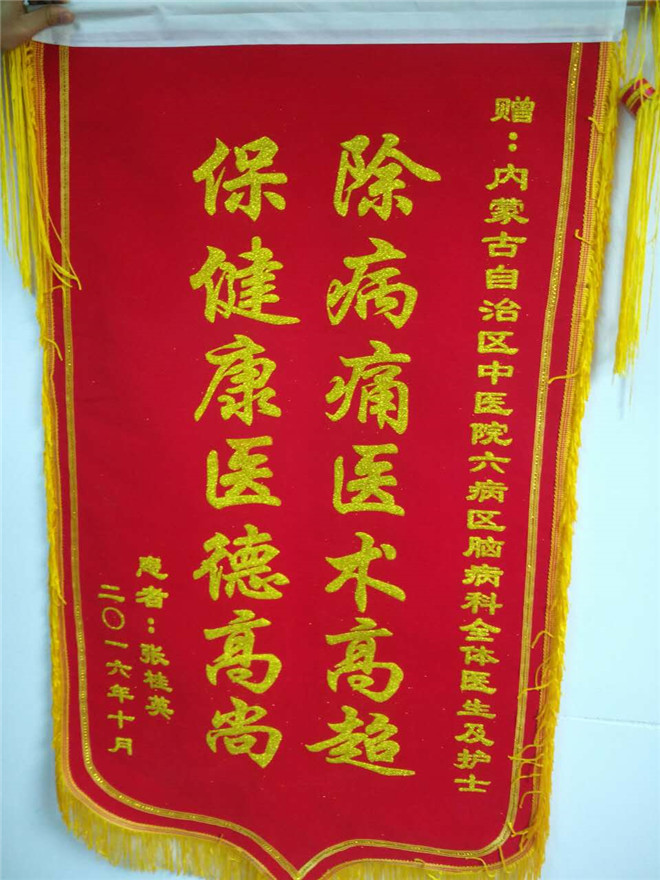 赠：内蒙古自治区中医院六病区脑病科全体医生及护士
除病痛医术高超
保健康医德高尚
患者：张桂英
二〇一六年十月